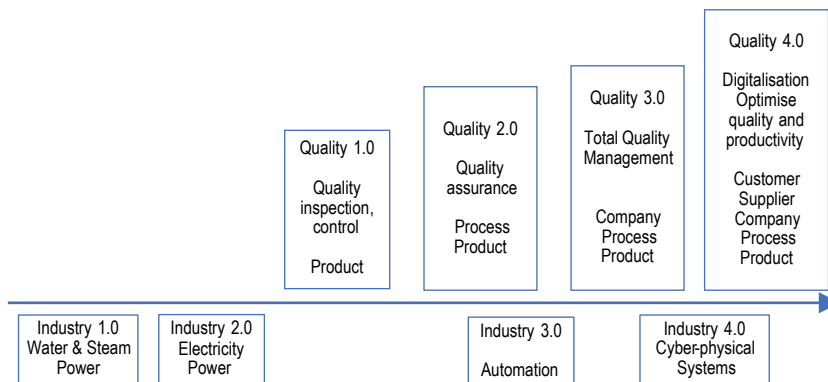 Quality 1.0
Quality
inspection,
control
Product
Quality 2.0
Quality
assurance
Process
Product
Quality 3.0
Total Quality
Management
Company
Process
Product
Quality 4.0
Digitalisation
Optimise
quality and
productivity
Customer
Supplier
Company
Process
Product
Industry 1.0
Water & Steam
Power
Industry 2.0
Electricity
Power
Industry 3.0
Automation
Industry 4.0
Cyber-physical
Systems